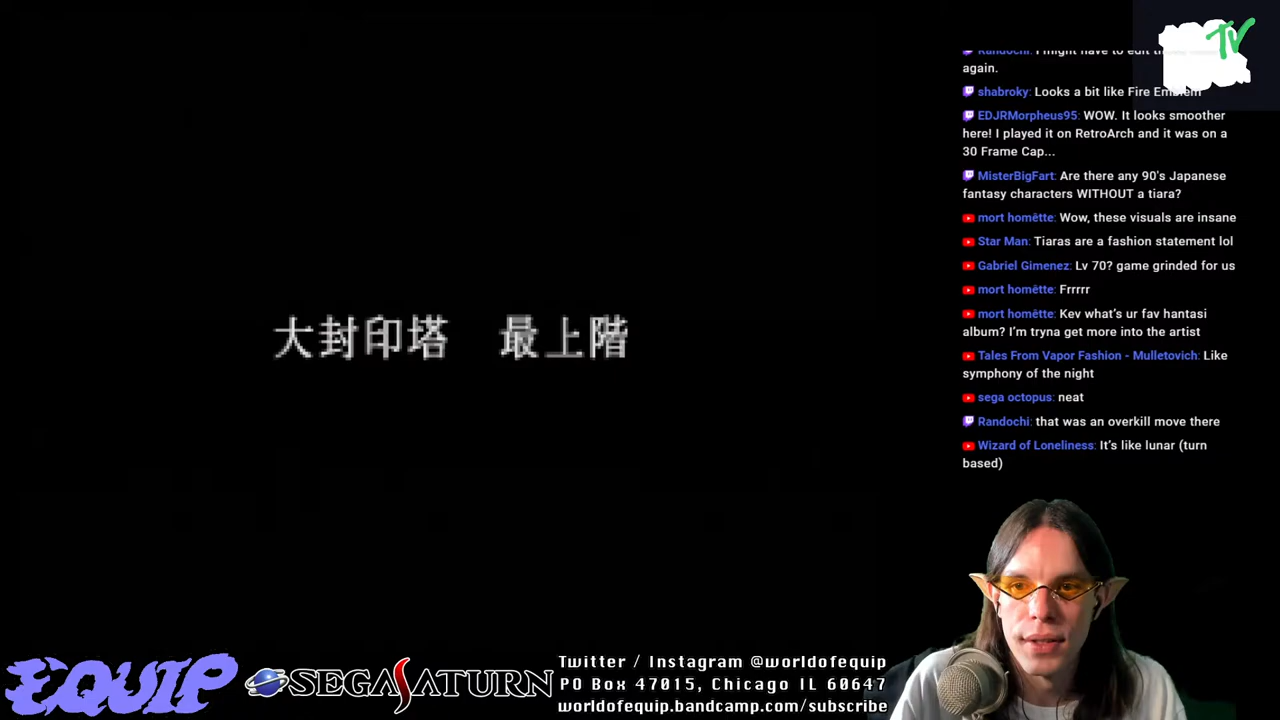 TV
again.
shabroky: Looks a bit like Fire Emblem
EDJRMorpheus95: WOW. It looks smoother
here! I played it on RetroArch and it was on a
30 Frame Cap...
MisterBigFart: Are there any 90's Japanese
fantasy characters WITHOUT a tiara?
mort homētte: Wow, these visuals are insane
Star Man: Tiaras are a fashion statement lol
Gabriel Gimenez: Lv 70? game grinded for us
mort homētte: Frrrrr
mort homētte: Kev what's ur fav hantasi
album? I'm tryna get more into the artist
Tales From Vapor Fashion - Mulletovich: Like
symphony of the night
sega octopus: neat
Randochi: that was an overkill move there
Wizard of Loneliness: It's like lunar (turn
based)
大封印塔　最上階
EQUIP
SEGA SATURN
Twitter / Instagram @worldofequip
PO Box 47015, Chicago IL 60647
worldofequip.bandcamp.com/subscribe